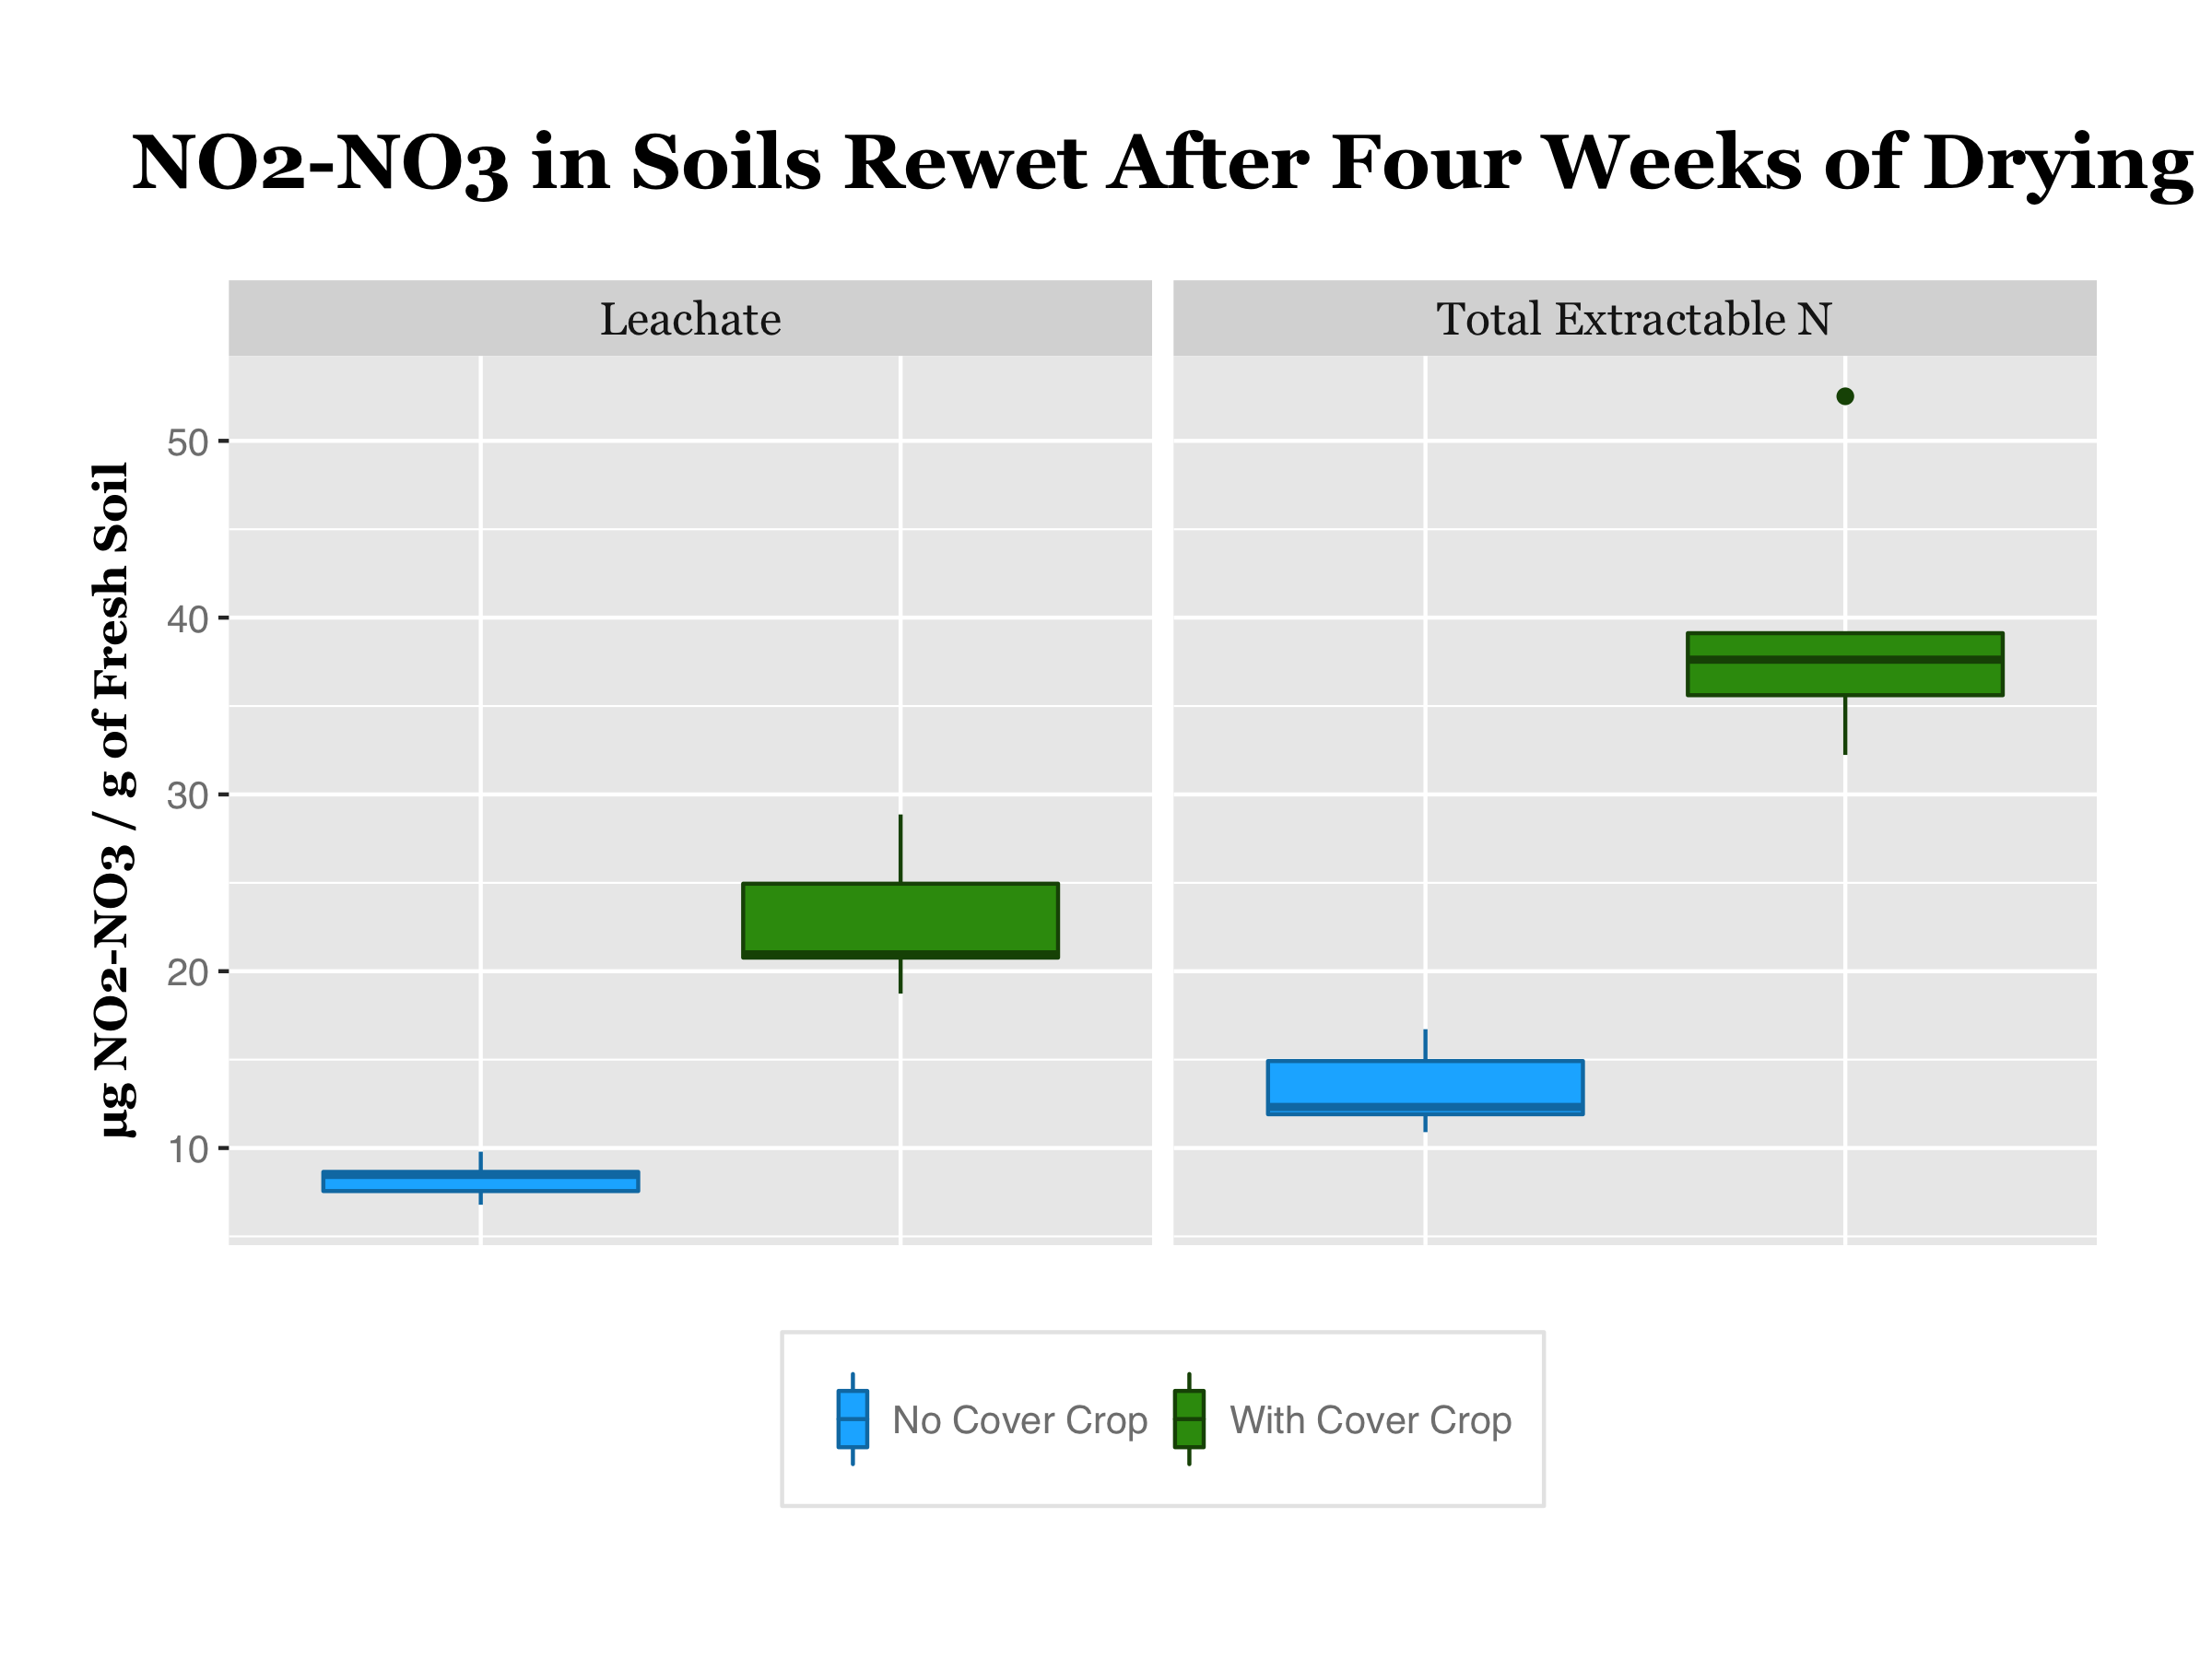 NO2-NO3 in Soils Rewet After Four Weeks of Drying
Leachate
Total Extractable N
µg NO2-NO3 / g of Fresh Soil
50
40
30
20
10
No Cover Crop
With Cover Crop